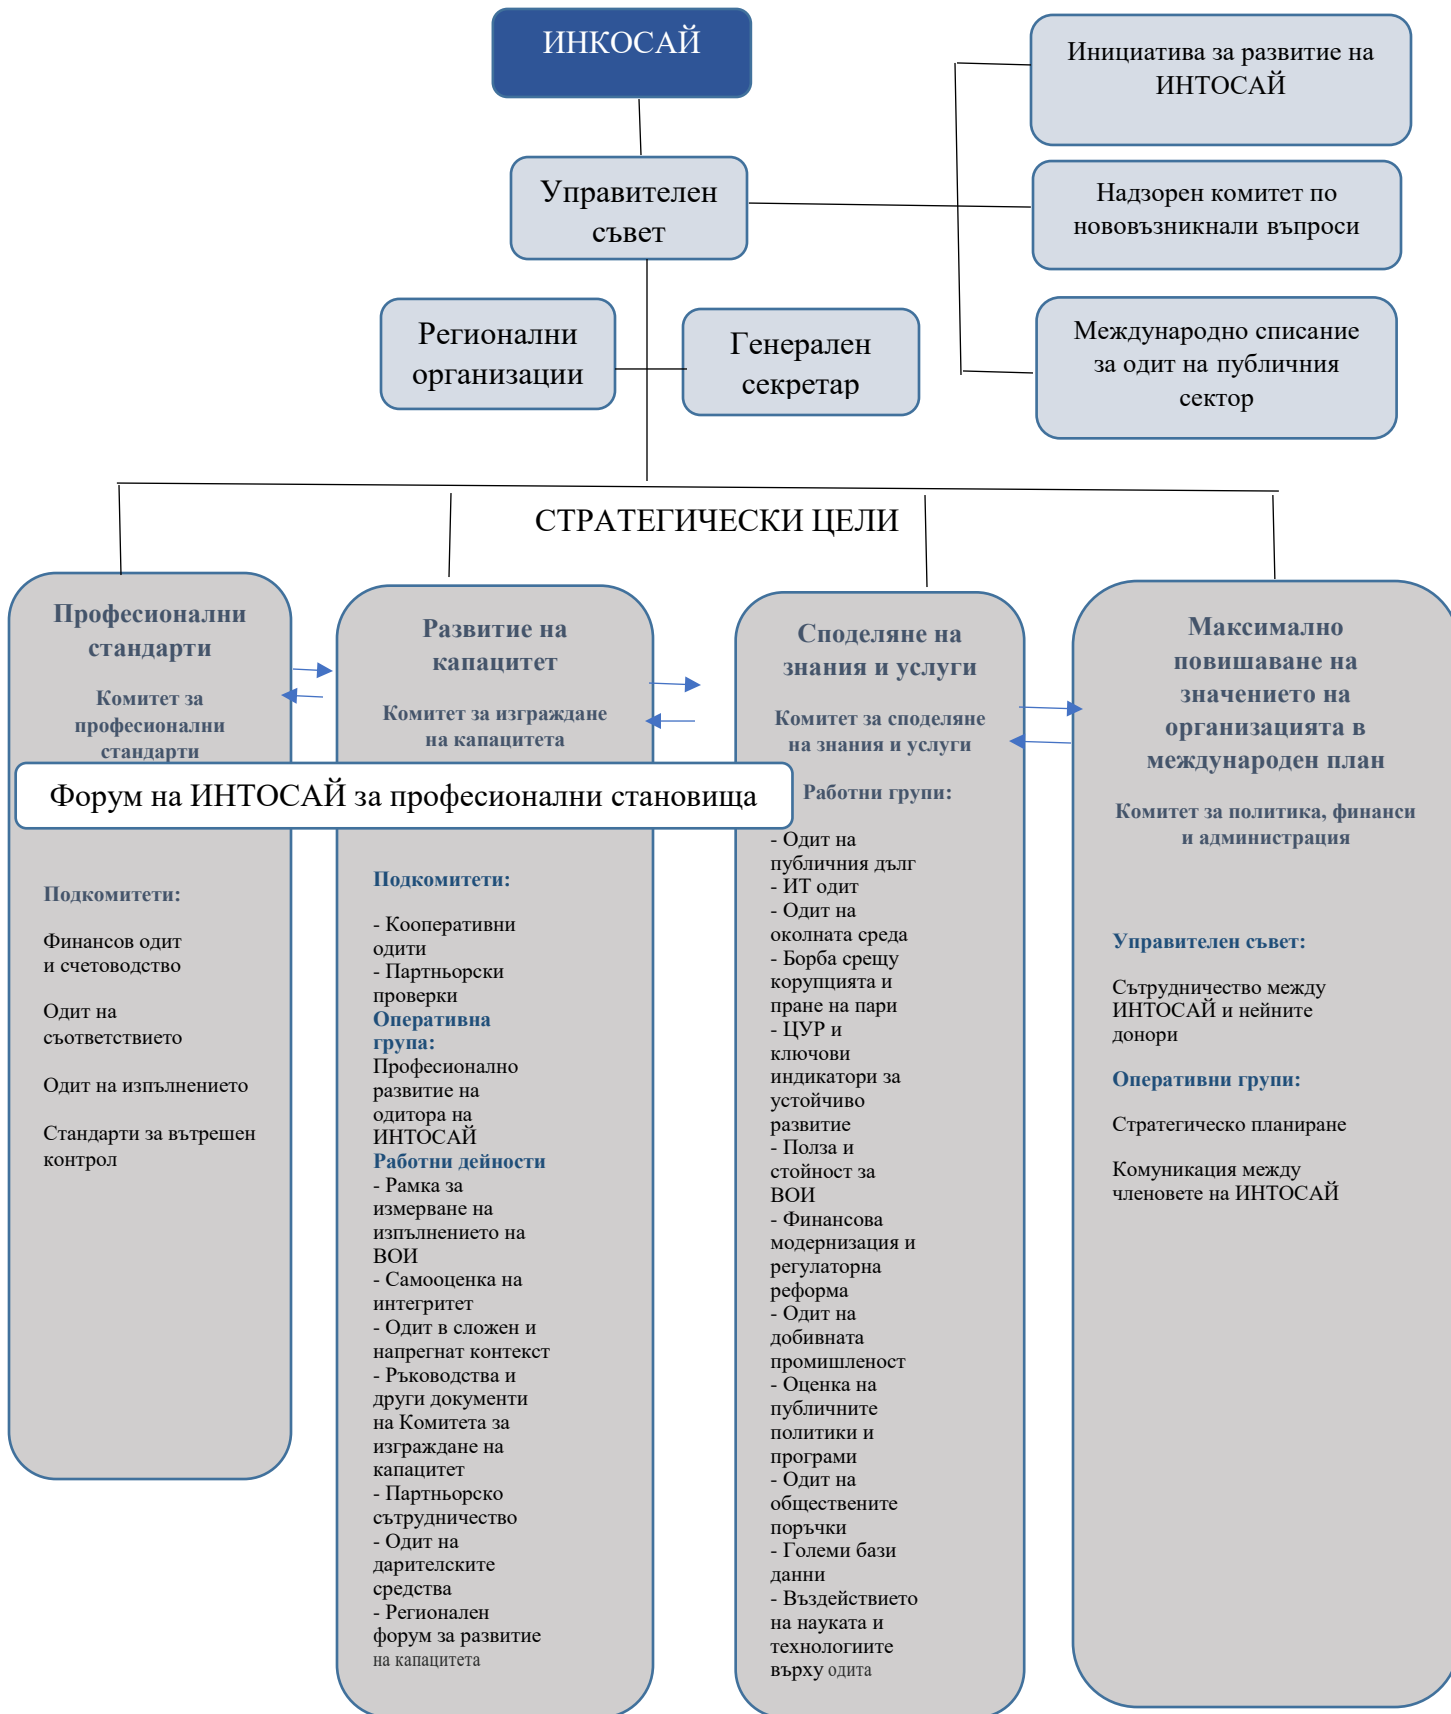 ИНКОСАЙ
Инициатива за развитие на
ИНТОСАЙ
Управителен
съвет
Надзорен комитет по
нововъзникнали въпроси
Регионални
организации
Генерален
секретар
Международно списание
за одит на публичния
сектор
СТРАТЕГИЧЕСКИ ЦЕЛИ
Професионални
стандарти
Комитет за
професионални
стандарти
Развитие на
капацитет
Комитет за изграждане
на капацитета
Споделяне на
знания и услуги
Комитет за споделяне
на знания и услуги
Максимално
повишаване на
значението на
организацията в
международен план
Комитет за политика, финанси
и администрация
Форум на ИНТОСАЙ за професионални становища
Подкомитети:
Финансов одит
и счетоводство
Одит на
съответствието
Одит на изпълнението
Стандарти за вътрешен
контрол
Подкомитети:
- Кооперативни
одити
- Партньорски
проверки
Оперативна
група:
Професионално
развитие на
одитора на
ИНТОСАЙ
Работни дейности
- Рамка за
измерване на
изпълнението на
ВОИ
- Самооценка на
интегритет
- Одит в сложен и
напрегнат контекст
- Ръководства и
други документи
на Комитета за
изграждане на
капацитет
- Партньорско
сътрудничество
- Одит на
дарителските
средства
- Регионален
форум за развитие
на капацитета
Работни групи:
- Одит на
публичния дълг
- ИТ одит
- Одит на
околната среда
- Борба срещу
корупцията и
пране на пари
- ЦУР и
ключови
индикатори за
устойчиво
развитие
- Полза и
стойност за
ВОИ
- Финансова
модернизация и
регулаторна
реформа
- Одит на
добивната
промишленост
- Оценка на
публичните
политики и
програми
- Одит на
обществените
поръчки
- Големи бази
данни
- Въздействието
на науката и
технологиите
върху одита
Управителен съвет:
Сътрудничество между
ИНТОСАЙ и нейните
донори
Оперативни групи:
Стратегическо планиране
Комуникация между
членовете на ИНТОСАЙ